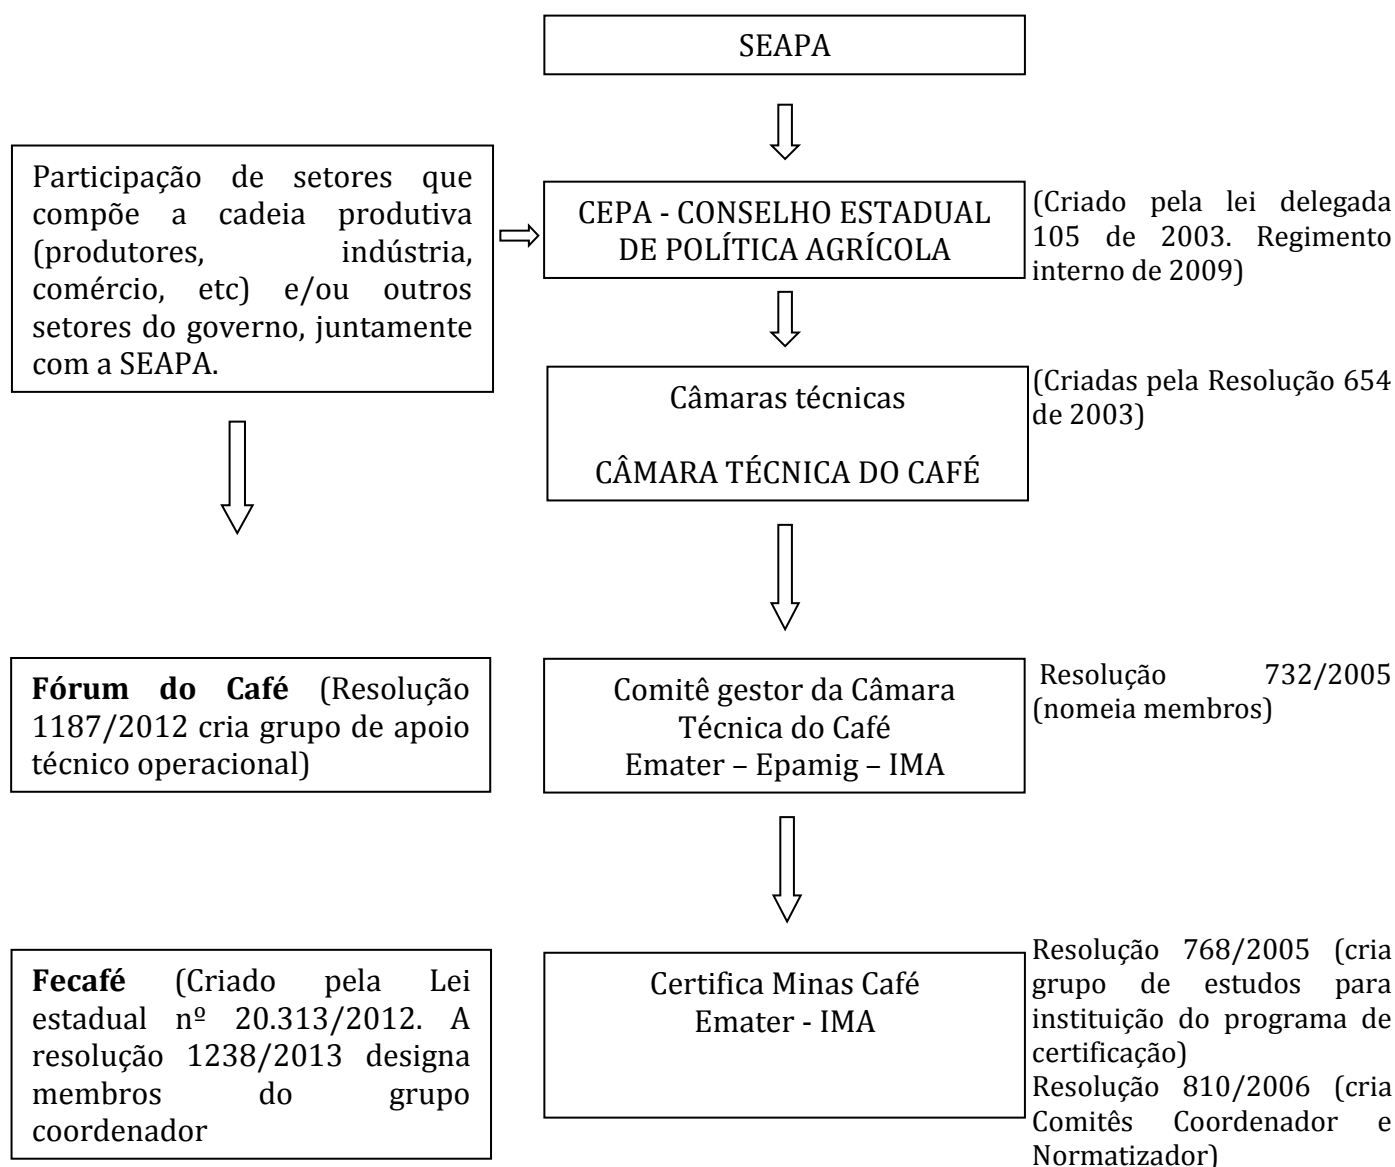 SEAPA
Participação de setores que
compõe a cadeia produtiva
(produtores, indústria,
comércio, etc) e/ou outros
setores do governo, juntamente
com a SEAPA.
CEPA - CONSELHO ESTADUAL
DE POLÍTICA AGRÍCOLA
(Criado pela lei delegada
105 de 2003. Regimento
interno de 2009)
Câmaras técnicas
CÂMARA TÉCNICA DO CAFÉ
(Criadas pela Resolução 654
de 2003)
Fórum do Café (Resolução
1187/2012 cria grupo de apoio
técnico operacional)
Comitê gestor da Câmara
Técnica do Café
Emater – Epamig – IMA
Resolução 732/2005
(nomeia membros)
Fecafé (Criado pela Lei
estadual nº 20.313/2012. A
resolução 1238/2013 designa
membros do grupo
coordenador
Certifica Minas Café
Emater - IMA
Resolução 768/2005 (cria
grupo de estudos para
instituição do programa de
certificação)
Resolução 810/2006 (cria
Comitês Coordenador e
Normatizador)